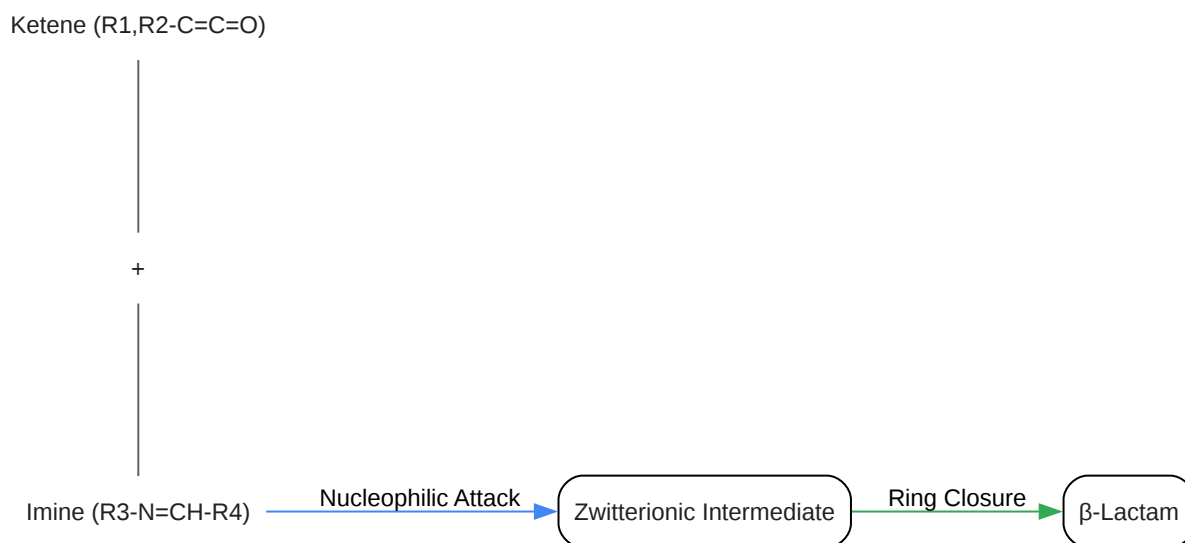 Ketene (R1,R2-C=C=O)
+
Imine (R3-N=CH-R4)
Nucleophilic Attack
Zwitterionic Intermediate
Ring Closure
β-Lactam